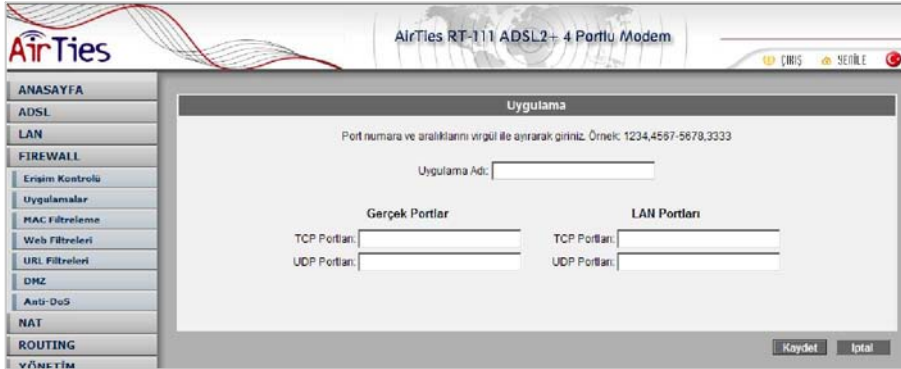 AirTies
AirTies RT-111 ADSL2+ 4 Portlu Modem
ÇIKIŞ
YENİLE
ANASAYFA
ADSL
LAN
FIREWALL
Erişim Kontrolü
Uygulamalar
MAC Filtreleme
Web Filtreleri
URL Filtreleri
DMZ
Anti-DoS
NAT
ROUTING
YÖNETİM
Uygulama
Port numara ve aralıklarını virgül ile ayırarak giriniz. Örnek: 1234,4567-5678,3333
Uygulama Adı:
Gerçek Portlar
LAN Portları
TCP Portları:
TCP Portları:
UDP Portları:
UDP Portları:
Kaydet
İptal